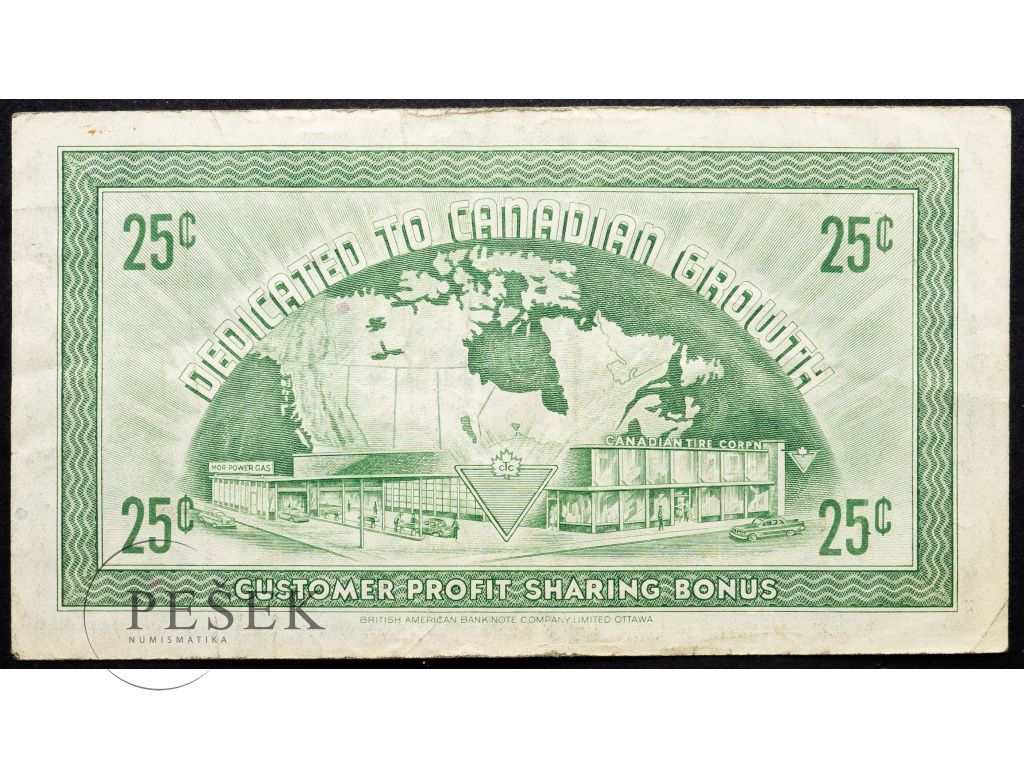 25¢ 25¢
DEDICATED TO CANADIAN GROWTH
CANADIAN TIRE CORPN
MOR-POWER GAS
CTC
25¢ 25¢
CUSTOMER PROFIT SHARING BONUS
PEŠEK
NUMISMATIKA
BRITISH AMERICAN BANK NOTE COMPANY LIMITED OTTAWA